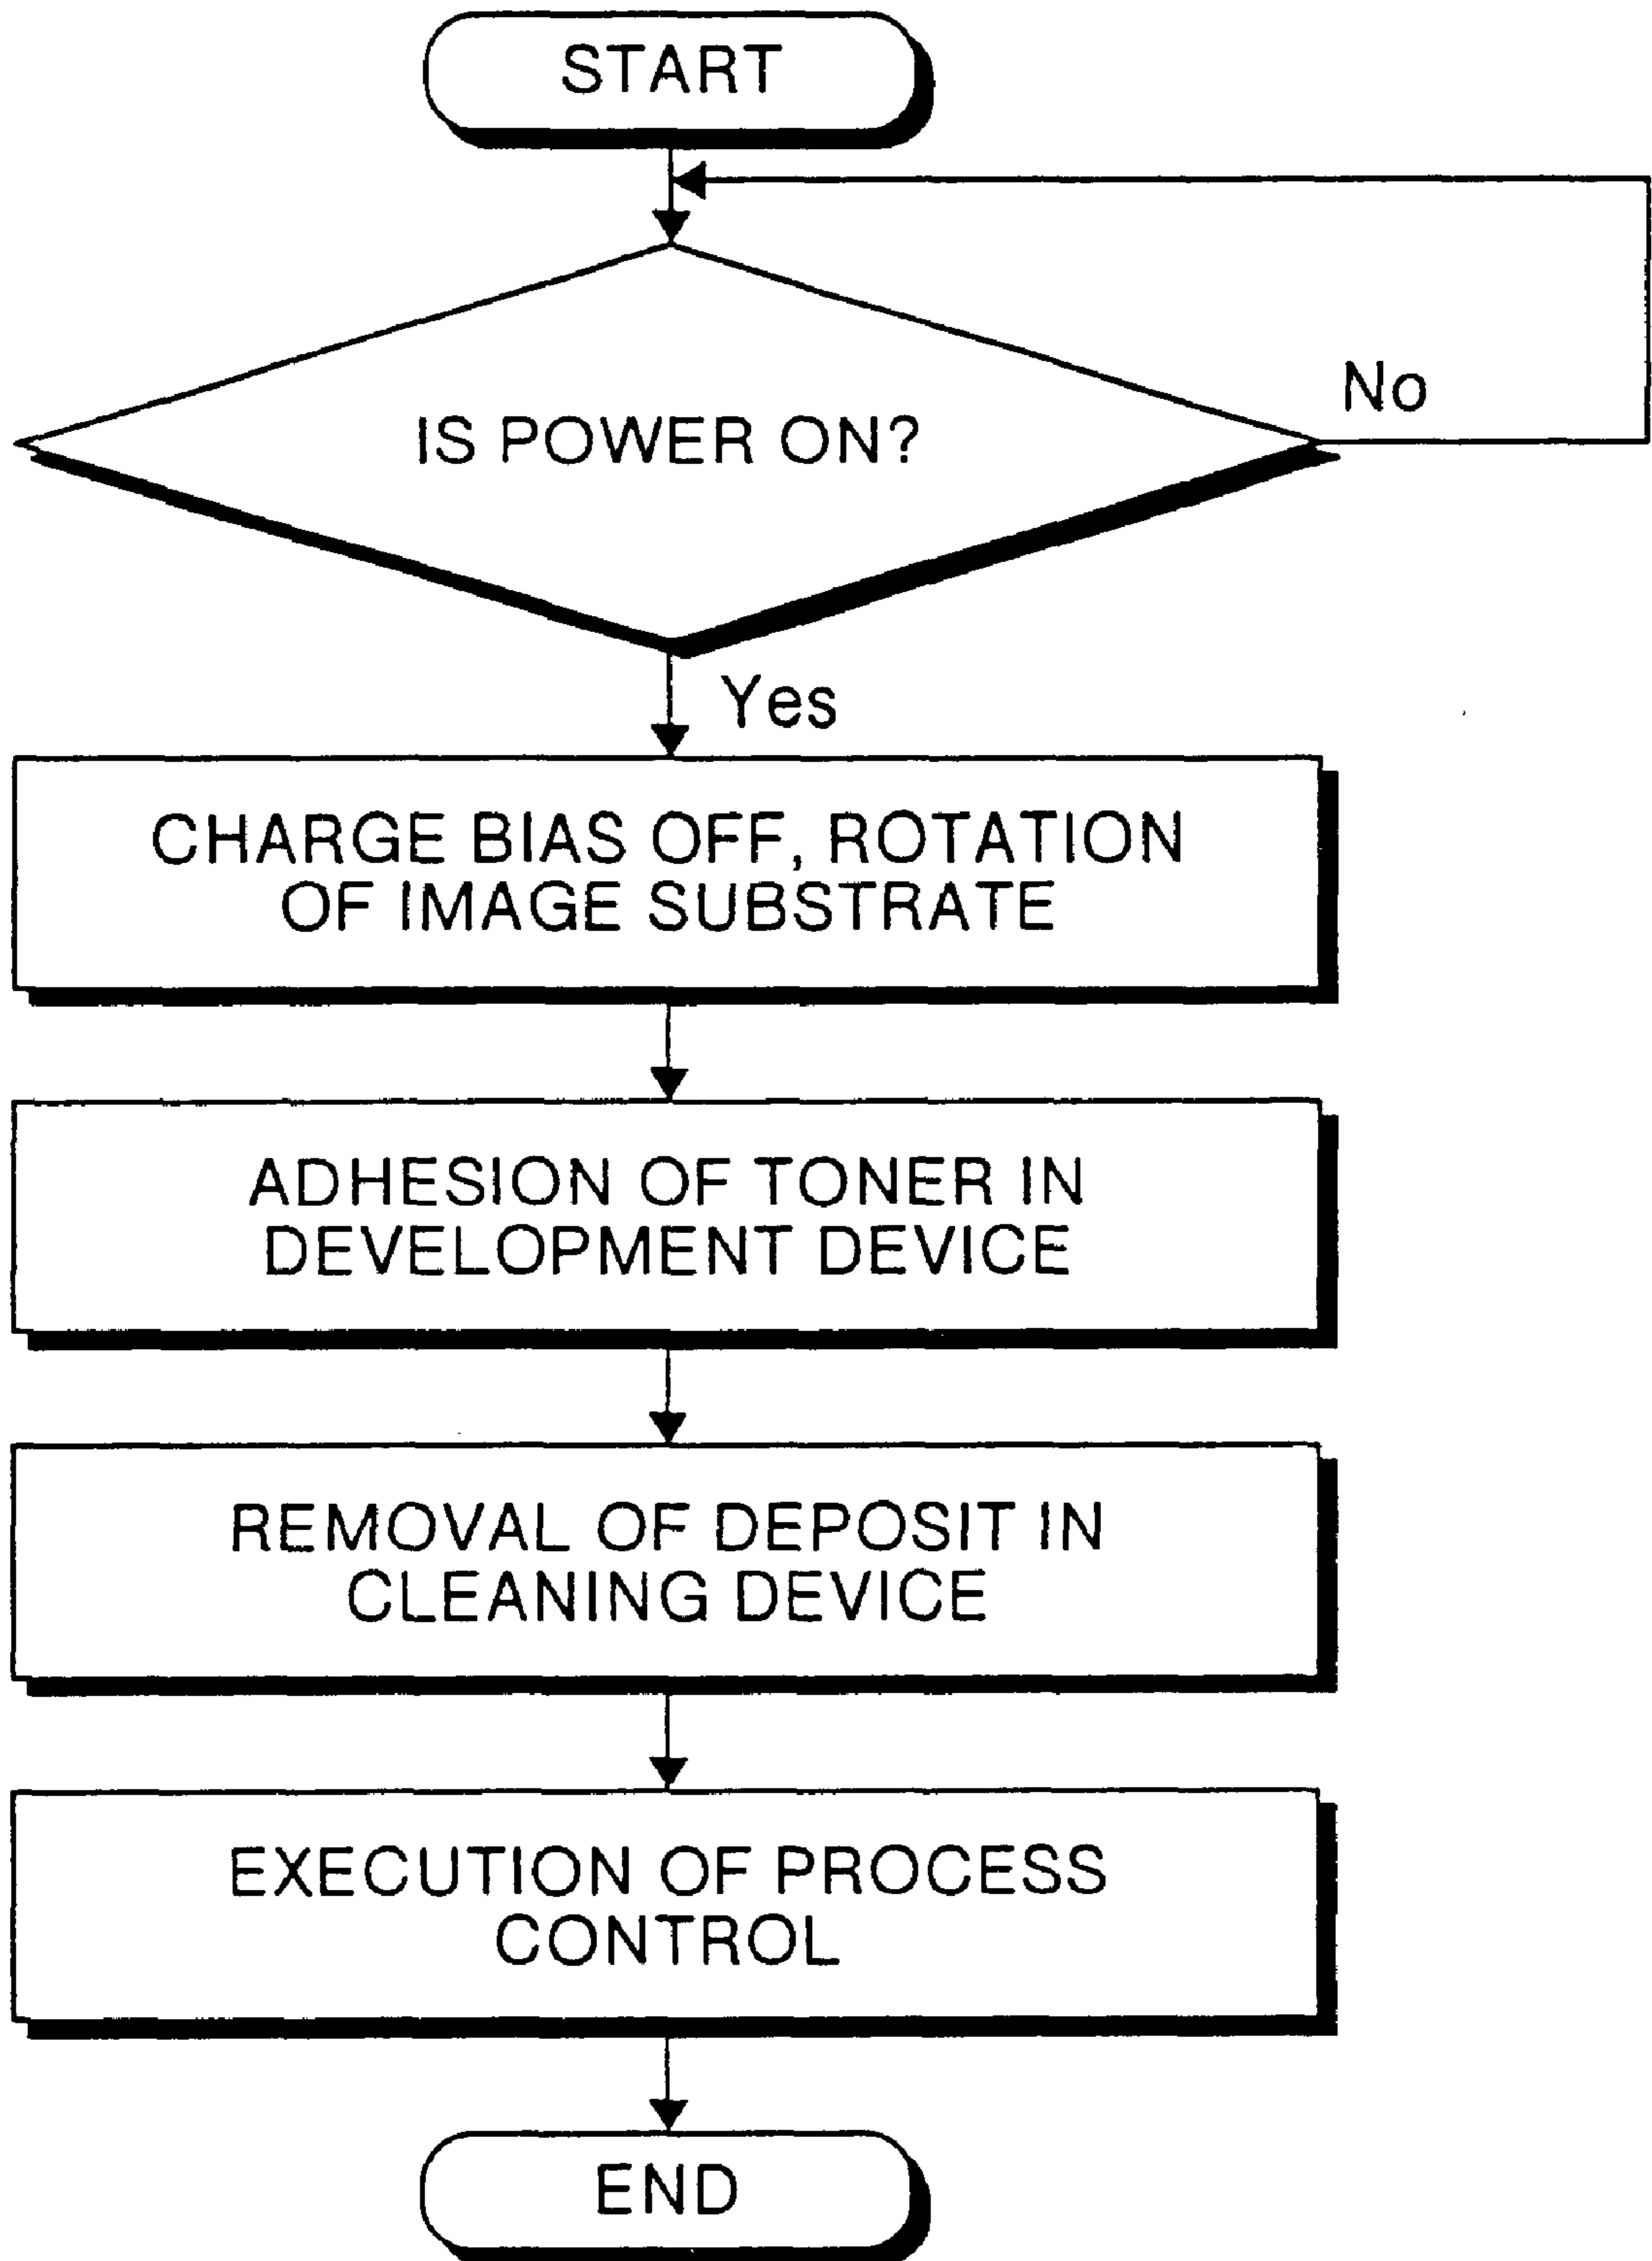 START
No
IS POWER ON?
Yes
CHARGE BIAS OFF, ROTATION
OF IMAGE SUBSTRATE
ADHESION OF TONER IN
DEVELOPMENT DEVICE
REMOVAL OF DEPOSIT IN
CLEANING DEVICE
EXECUTION OF PROCESS
CONTROL
END